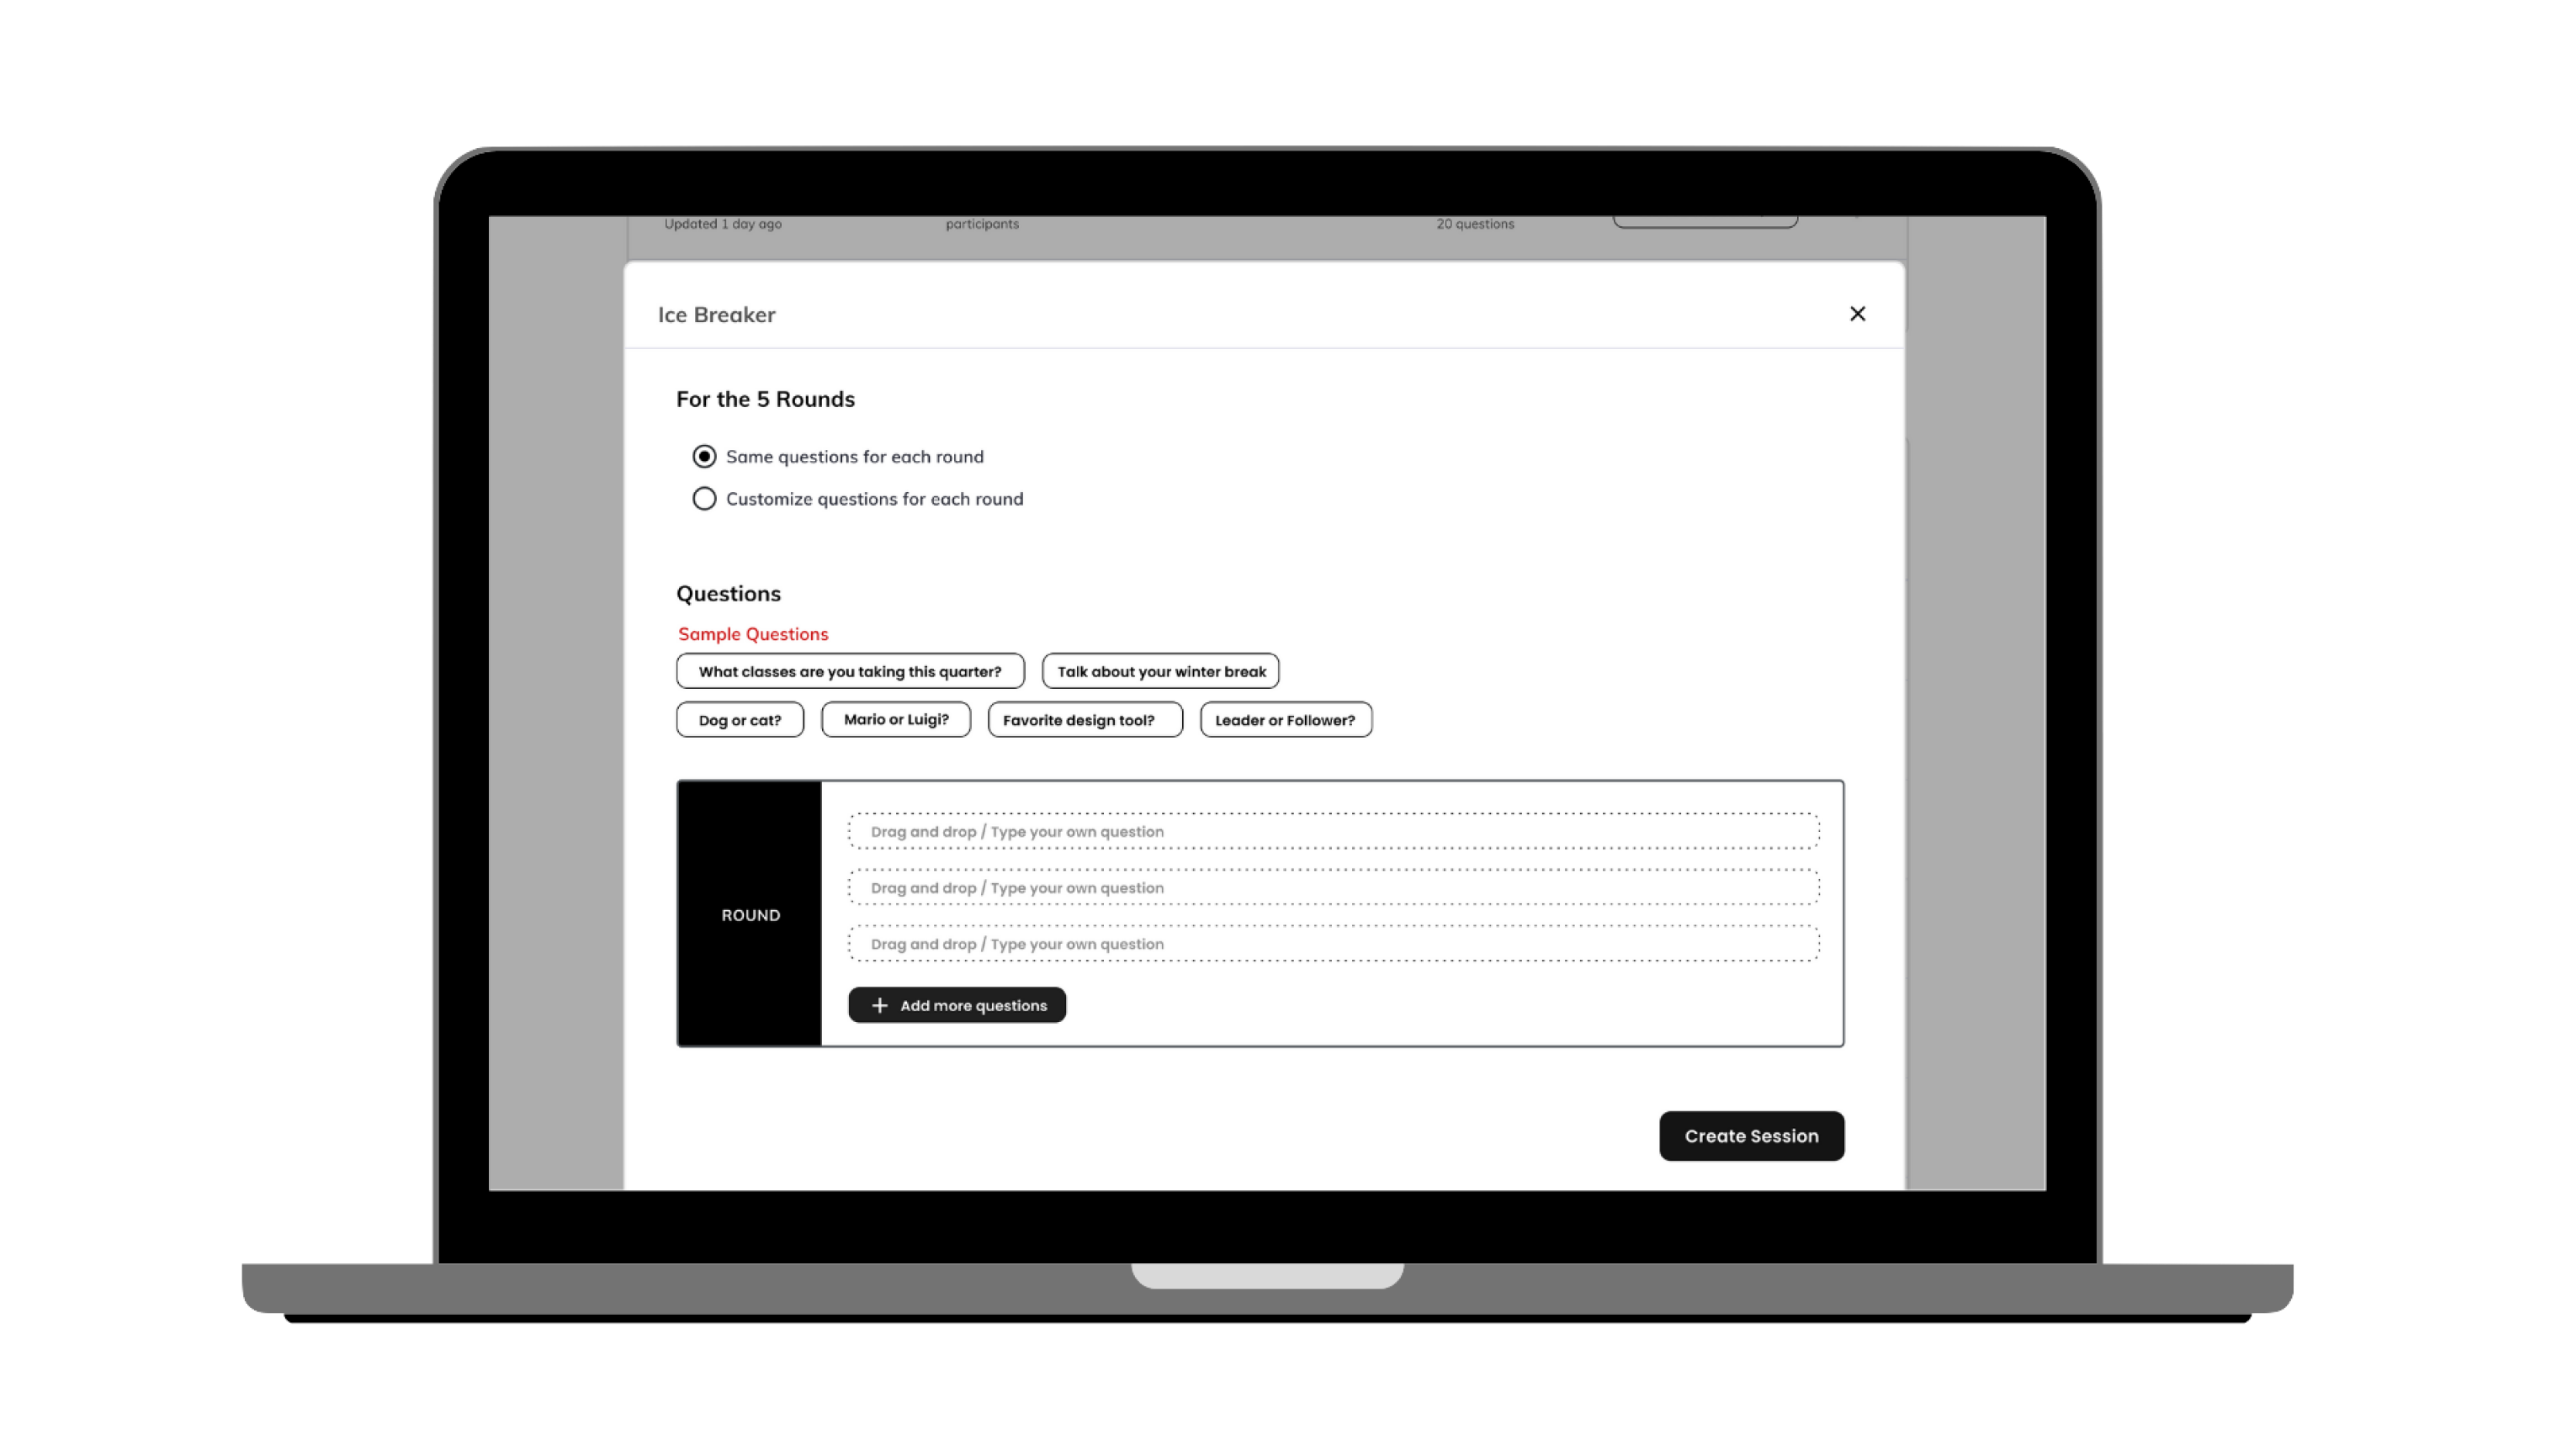 Updated 1 day ago participants 20 questions
Ice Breaker
For the 5 Rounds
Same questions for each round
Customize questions for each round
Questions
Sample Questions
What classes are you taking this quarter? Talk about your winter break
Dog or cat? Mario or Luigi? Favorite design tool? Leader or Follower?
ROUND
Drag and drop / Type your own question
Drag and drop / Type your own question
Drag and drop / Type your own question
+ Add more questions
Create Session